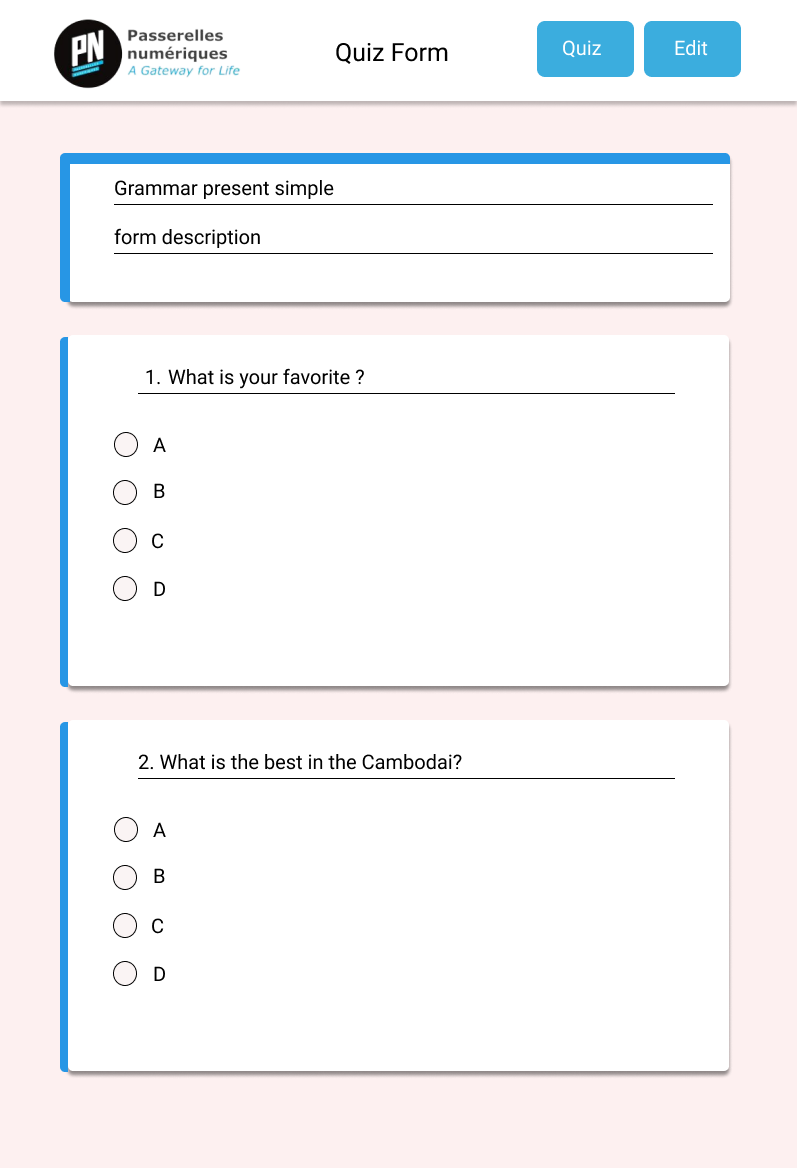 PN
Passerelles
numériques
A Gateway for Life
Quiz Form
Quiz
Edit
Grammar present simple
form description
1. What is your favorite ?
A
B
C
D
2. What is the best in the Cambodai?
A
B
C
D